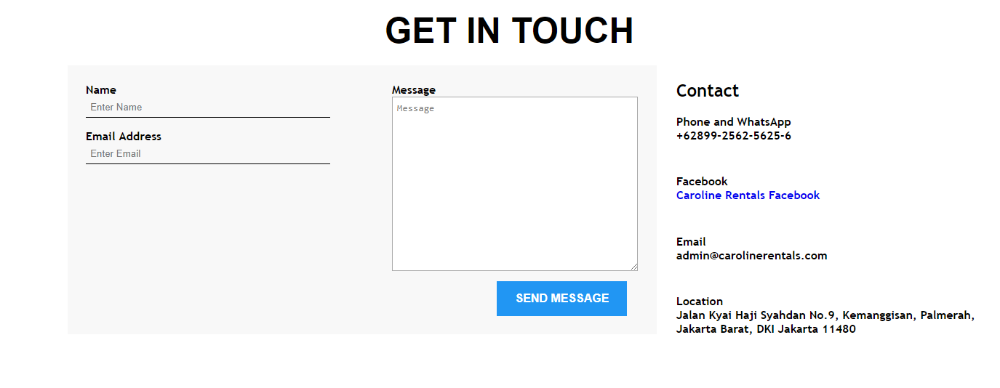 GET IN TOUCH
Name
Enter Name
Email Address
Enter Email
Message
Message
SEND MESSAGE
Contact
Phone and WhatsApp
+62899-2562-5625-6
Facebook
Caroline Rentals Facebook
Email
admin@carolinerentals.com
Location
Jalan Kyai Haji Syahdan No.9, Kemanggisan, Palmerah,
Jakarta Barat, DKI Jakarta 11480